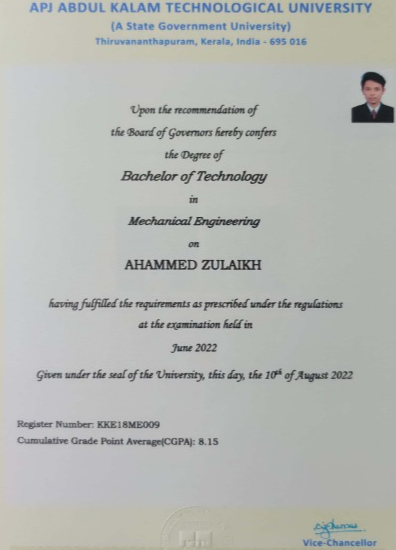 APJ ABDUL KALAM TECHNOLOGICAL UNIVERSITY
(A State Government University)
Thiruvananthapuram, Kerala, India - 695 016
Upon the recommendation of
the Board of Governors hereby confers
the Degree of
Bachelor of Technology
in
Mechanical Engineering
on
AHAMMED ZULAIKH
having fulfilled the requirements as prescribed under the regulations
at the examination held in
June 2022
Given under the seal of the University, this day, the 10th of August 2022
Register Number: KKE18ME009
Cumulative Grade Point Average(CGPA): 8.15
Vice-Chancellor